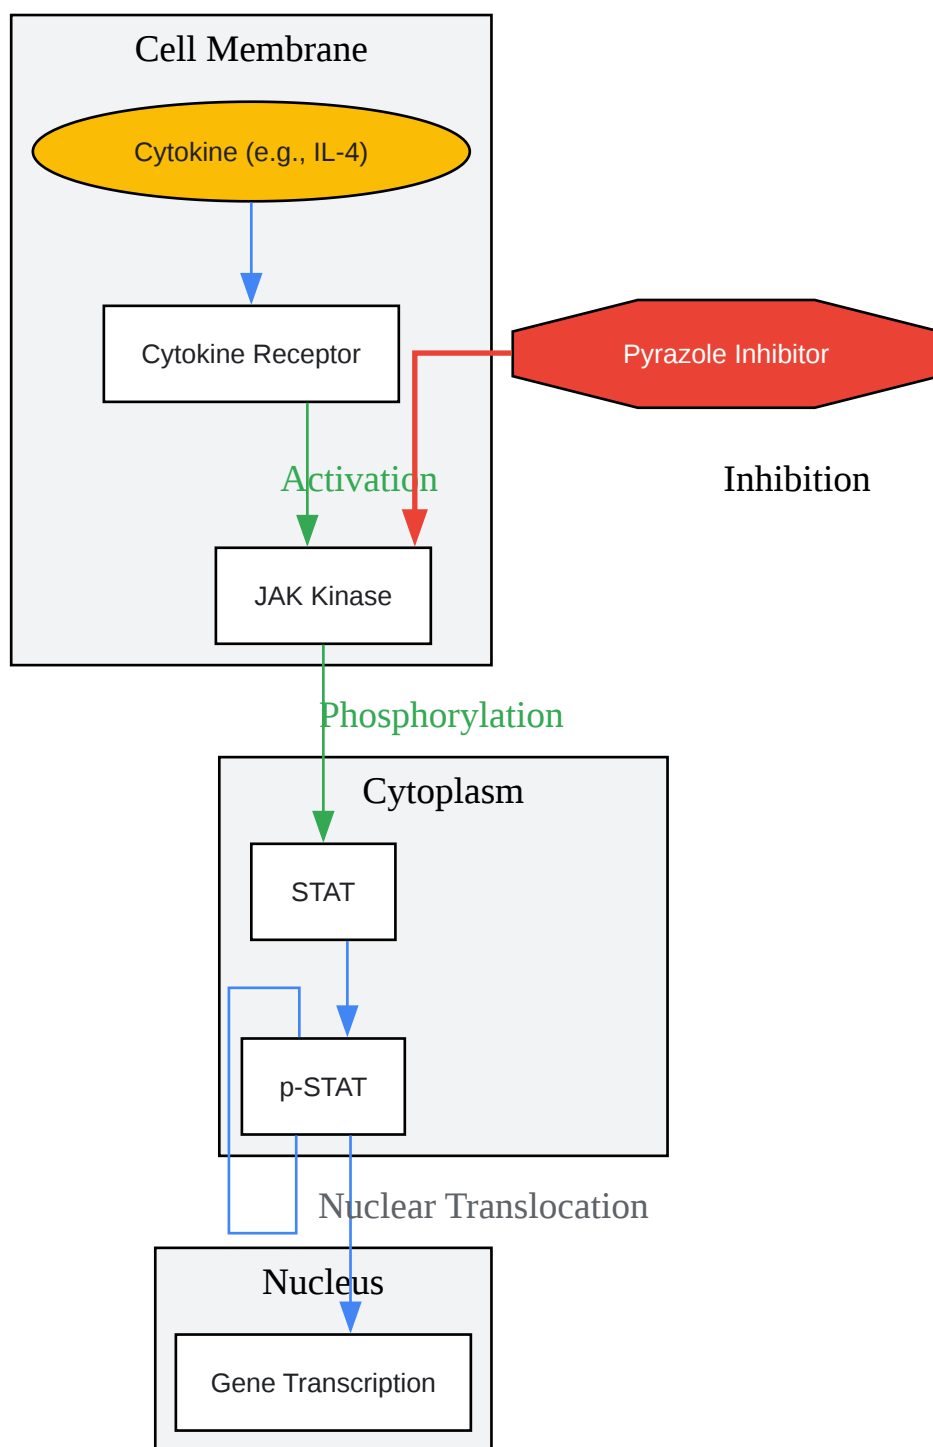 Cell Membrane
Cytokine (e.g., IL-4)
Cytokine Receptor
Pyrazole Inhibitor
Activation
Inhibition
JAK Kinase
Phosphorylation
Cytoplasm
STAT
p-STAT
Nuclear Translocation
Nucleus
Gene Transcription